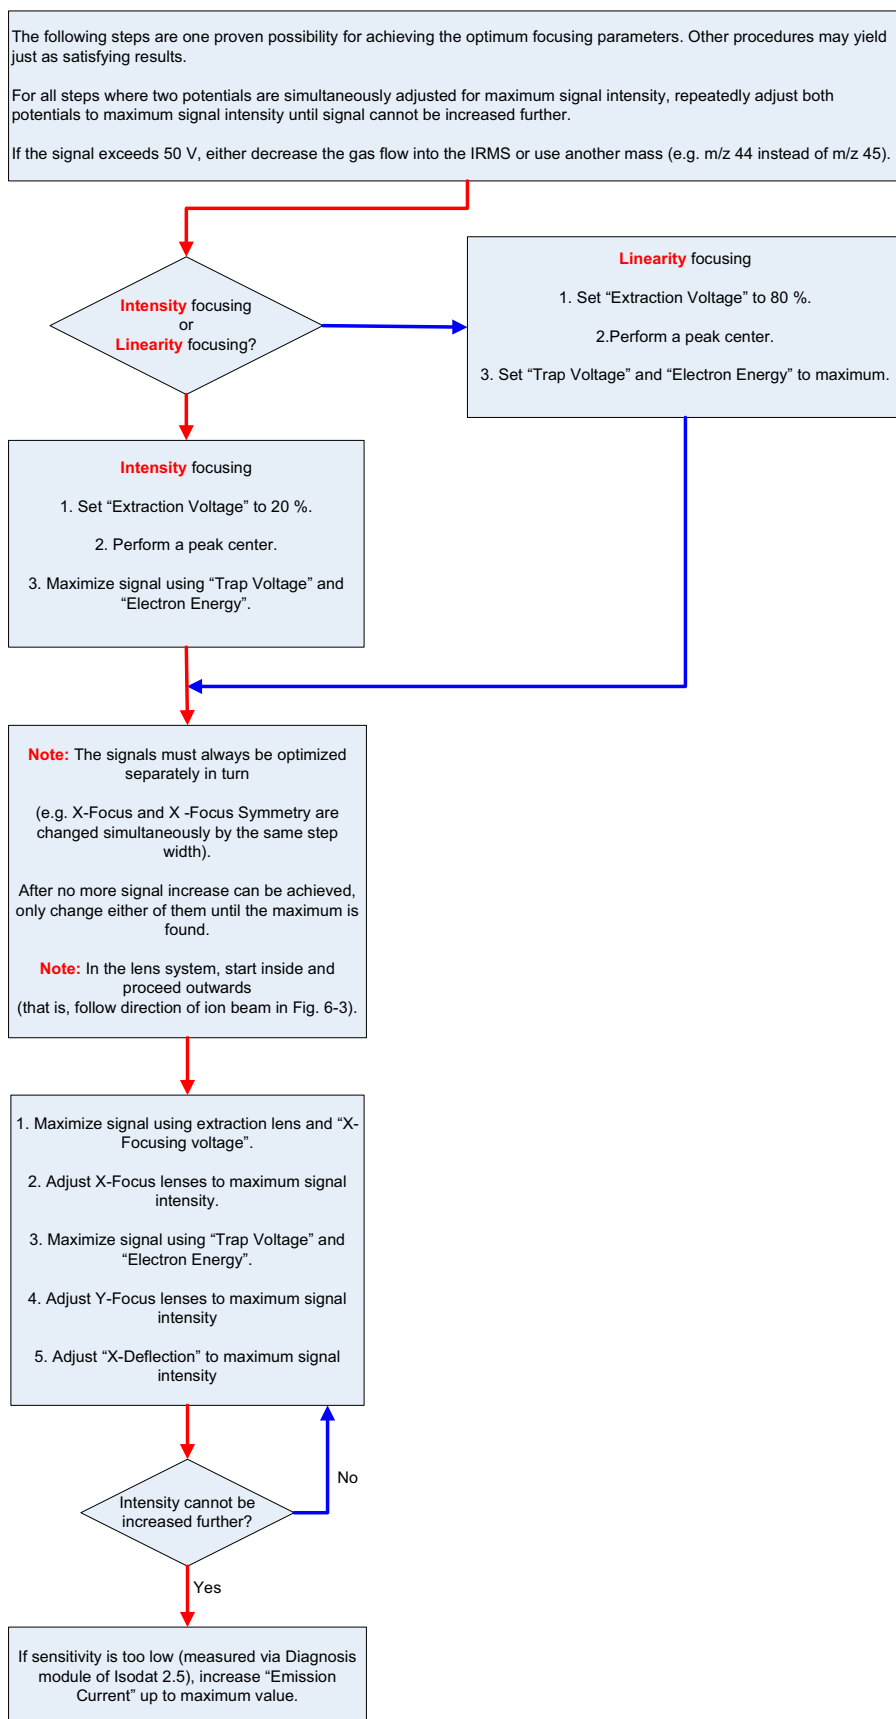 The following steps are one proven possibility for achieving the optimum focusing parameters. Other procedures may yield
just as satisfying results.
For all steps where two potentials are simultaneously adjusted for maximum signal intensity, repeatedly adjust both
potentials to maximum signal intensity until signal cannot be increased further.
If the signal exceeds 50 V, either decrease the gas flow into the IRMS or use another mass (e.g. m/z 44 instead of m/z 45).
Intensity focusing
or
Linearity focusing?
Linearity focusing
1. Set “Extraction Voltage” to 80 %.
2.Perform a peak center.
3. Set “Trap Voltage” and “Electron Energy” to maximum.
Intensity focusing
1. Set “Extraction Voltage” to 20 %.
2. Perform a peak center.
3. Maximize signal using “Trap Voltage” and
“Electron Energy”.
Note: The signals must always be optimized
separately in turn
(e.g. X-Focus and X -Focus Symmetry are
changed simultaneously by the same step
width).
After no more signal increase can be achieved,
only change either of them until the maximum is
found.
Note: In the lens system, start inside and
proceed outwards
(that is, follow direction of ion beam in Fig. 6-3).
1. Maximize signal using extraction lens and “X-
Focusing voltage”.
2. Adjust X-Focus lenses to maximum signal
intensity.
3. Maximize signal using “Trap Voltage” and
“Electron Energy”.
4. Adjust Y-Focus lenses to maximum signal
intensity
5. Adjust “X-Deflection” to maximum signal
intensity
No
Intensity cannot be
increased further?
Yes
If sensitivity is too low (measured via Diagnosis
module of Isodat 2.5), increase “Emission
Current” up to maximum value.